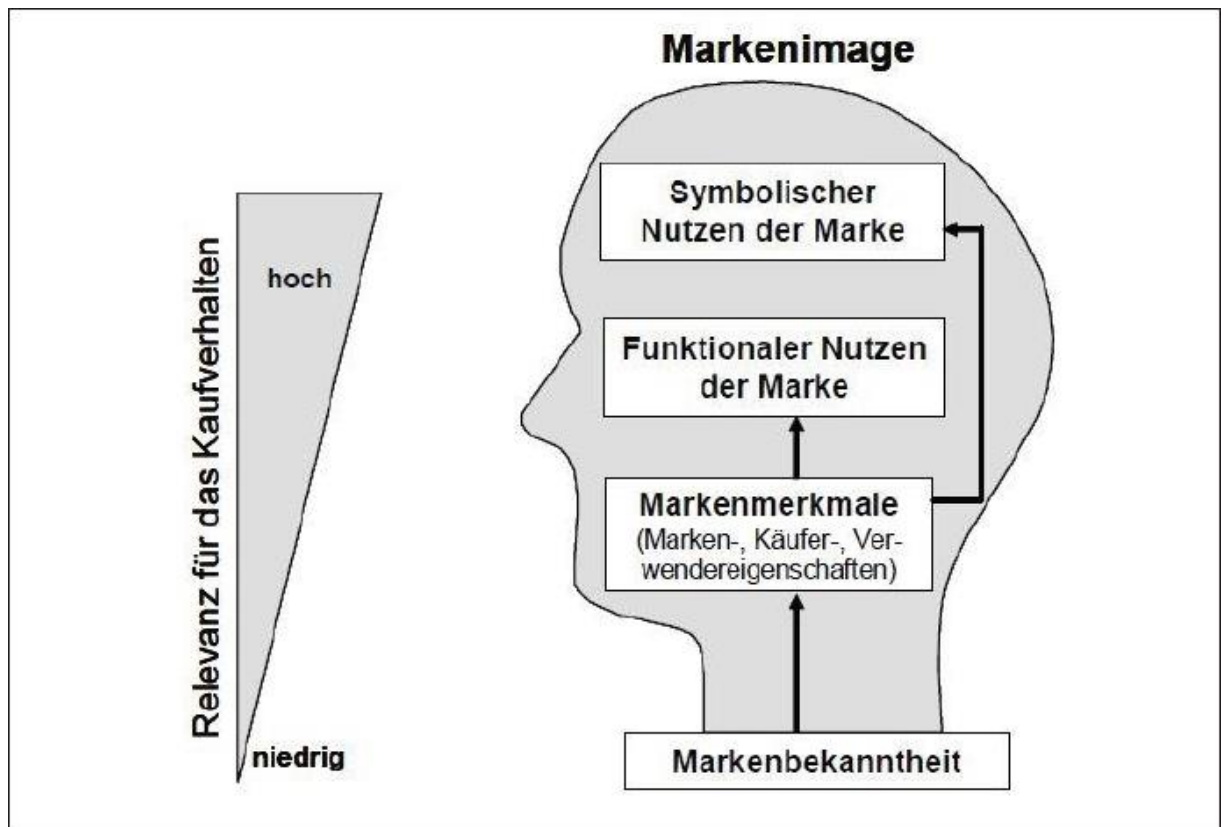 Markenimage
Relevanz für das Kaufverhalten
hoch
niedrig
Symbolischer
Nutzen der Marke
Funktionaler Nutzen
der Marke
Markenmerkmale
(Marken-, Käufer-, Ver-
wendereigenschaften)
Markenbekanntheit